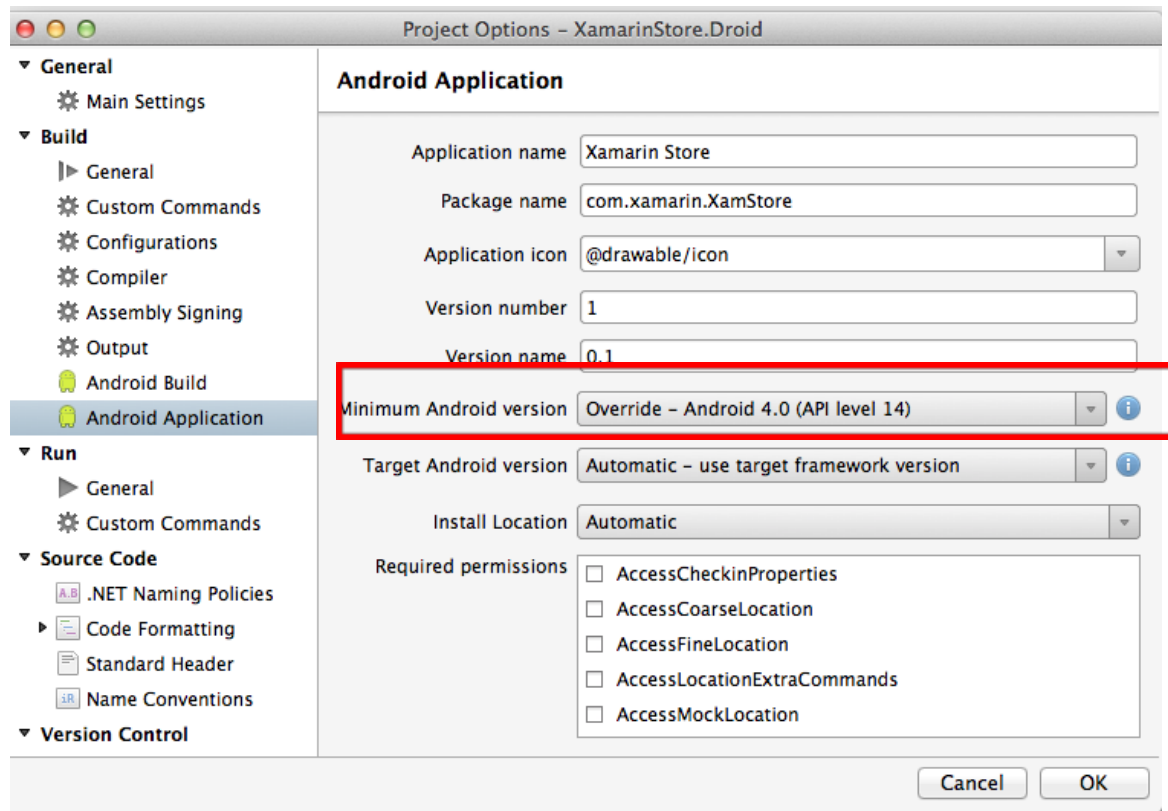 Project Options – XamarinStore.Droid
General
Main Settings
Build
General
Custom Commands
Configurations
Compiler
Assembly Signing
Output
Android Build
Android Application
Run
General
Custom Commands
Source Code
A.B .NET Naming Policies
Code Formatting
Standard Header
iR Name Conventions
Version Control
Android Application
Application name Xamarin Store
Package name com.xamarin.XamStore
Application icon @drawable/icon
Version number 1
Version name 0.1
Minimum Android version Override – Android 4.0 (API level 14) i
Target Android version Automatic – use target framework version i
Install Location Automatic
Required permissions
AccessCheckinProperties
AccessCoarseLocation
AccessFineLocation
AccessLocationExtraCommands
AccessMockLocation
Cancel OK